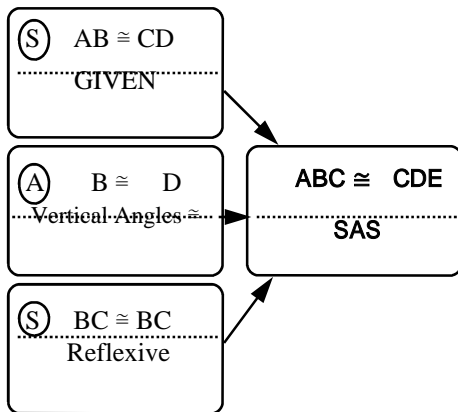 S AB ≅ CD
GIVEN
A B ≅ D
Vertical Angles ≅
S BC ≅ BC
Reflexive
ABC ≅ CDE
SAS